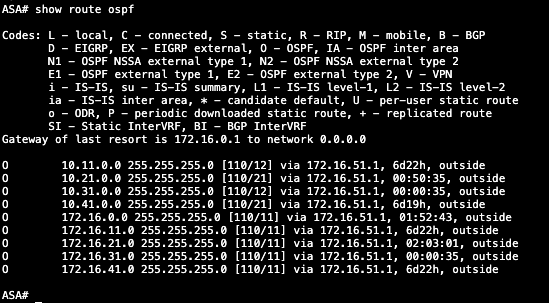 ASA# show route ospf
Codes: L - local, C - connected, S - static, R - RIP, M - mobile, B - BGP
D - EIGRP, EX - EIGRP external, O - OSPF, IA - OSPF inter area
N1 - OSPF NSSA external type 1, N2 - OSPF NSSA external type 2
E1 - OSPF external type 1, E2 - OSPF external type 2, V - VPN
i - IS-IS, su - IS-IS summary, L1 - IS-IS level-1, L2 - IS-IS level-2
ia - IS-IS inter area, * - candidate default, U - per-user static route
o - ODR, P - periodic downloaded static route, + - replicated route
SI - Static InterVRF, BI - BGP InterVRF
Gateway of last resort is 172.16.0.1 to network 0.0.0.0
O 10.11.0.0 255.255.255.0 [110/12] via 172.16.51.1, 6d22h, outside
O 10.21.0.0 255.255.255.0 [110/21] via 172.16.51.1, 00:50:35, outside
O 10.31.0.0 255.255.255.0 [110/12] via 172.16.51.1, 00:00:35, outside
O 10.41.0.0 255.255.255.0 [110/21] via 172.16.51.1, 6d19h, outside
O 172.16.0.0 255.255.255.0 [110/11] via 172.16.51.1, 01:52:43, outside
O 172.16.11.0 255.255.255.0 [110/11] via 172.16.51.1, 6d22h, outside
O 172.16.21.0 255.255.255.0 [110/11] via 172.16.51.1, 02:03:01, outside
O 172.16.31.0 255.255.255.0 [110/11] via 172.16.51.1, 00:00:35, outside
O 172.16.41.0 255.255.255.0 [110/11] via 172.16.51.1, 6d22h, outside
ASA#